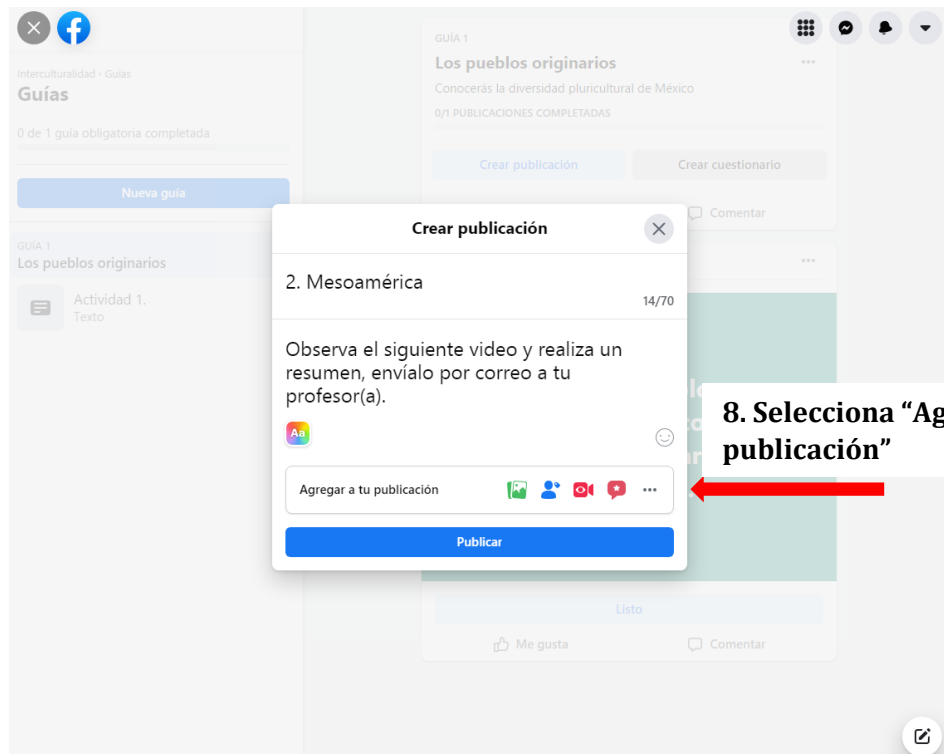 GUÍA 1
Los pueblos originarios
Conocerás la diversidad pluricultural de México
0/1 PUBLICACIONES COMPLETADAS
Crear publicación
Crear cuestionario
Comentar
Interculturalidad · Guías
Guías
0 de 1 guía obligatoria completada
Nueva guía
GUÍA 1
Los pueblos originarios
Actividad 1.
Texto
Crear publicación
2. Mesoamérica
14/70
Observa el siguiente video y realiza un
resumen, envíalo por correo a tu
profesor(a).
Aa
Agregar a tu publicación
Publicar
8. Selecciona “Ag
publicación”
Listo
Me gusta
Comentar